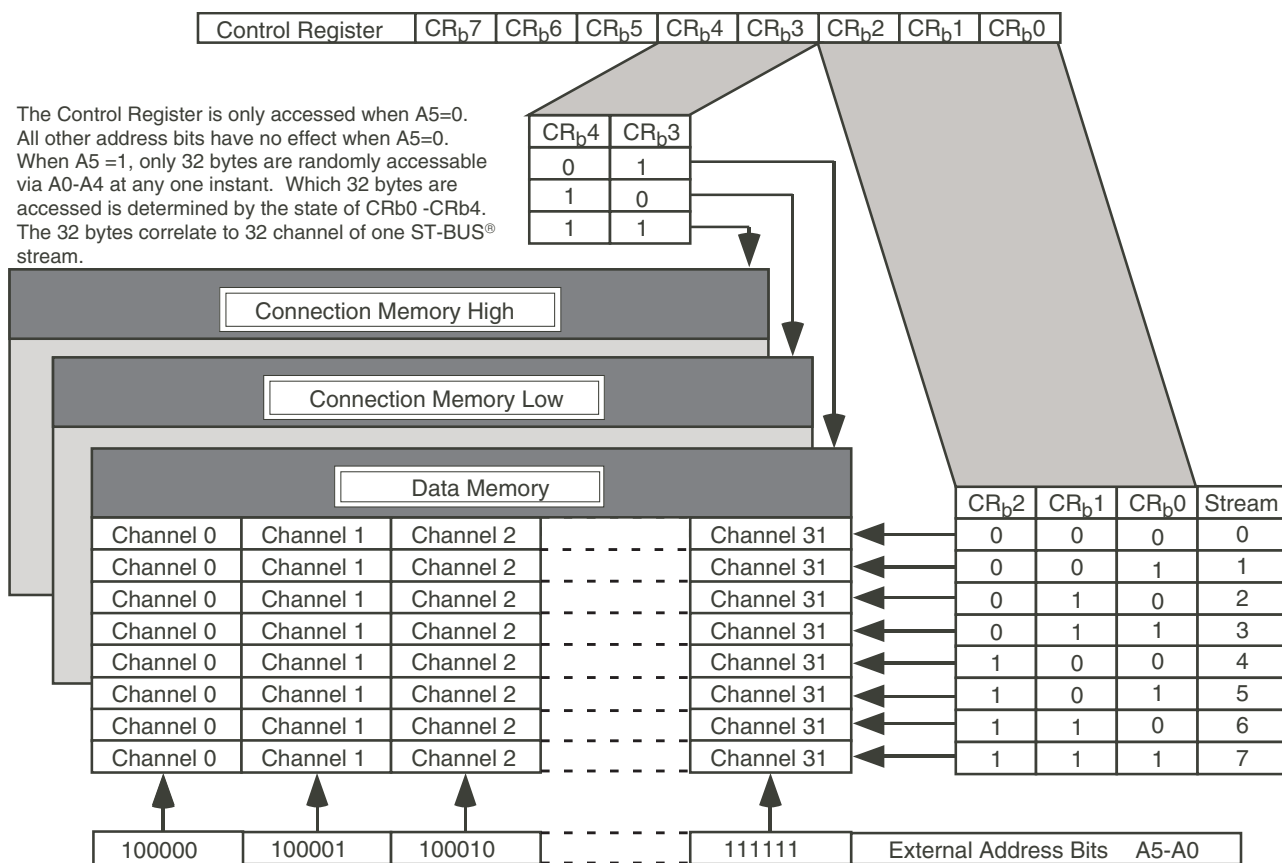 Control Register CRb7 CRb6 CRb5 CRb4 CRb3 CRb2 CRb1 CRb0
The Control Register is only accessed when A5=0.
All other address bits have no effect when A5=0.
When A5 =1, only 32 bytes are randomly accessable
via A0-A4 at any one instant. Which 32 bytes are
accessed is determined by the state of CRb0 -CRb4.
The 32 bytes correlate to 32 channel of one ST-BUS®
stream.
CRb4 CRb3
0 1
1 0
1 1
Connection Memory High
Connection Memory Low
Data Memory
CRb2 CRb1 CRb0 Stream
Channel 0 Channel 1 Channel 2 Channel 31 0 0 0 0
Channel 0 Channel 1 Channel 2 Channel 31 0 0 1 1
Channel 0 Channel 1 Channel 2 Channel 31 0 1 0 2
Channel 0 Channel 1 Channel 2 Channel 31 0 1 1 3
Channel 0 Channel 1 Channel 2 Channel 31 1 0 0 4
Channel 0 Channel 1 Channel 2 Channel 31 1 0 1 5
Channel 0 Channel 1 Channel 2 Channel 31 1 1 0 6
Channel 0 Channel 1 Channel 2 Channel 31 1 1 1 7
100000 100001 100010 111111 External Address Bits A5-A0